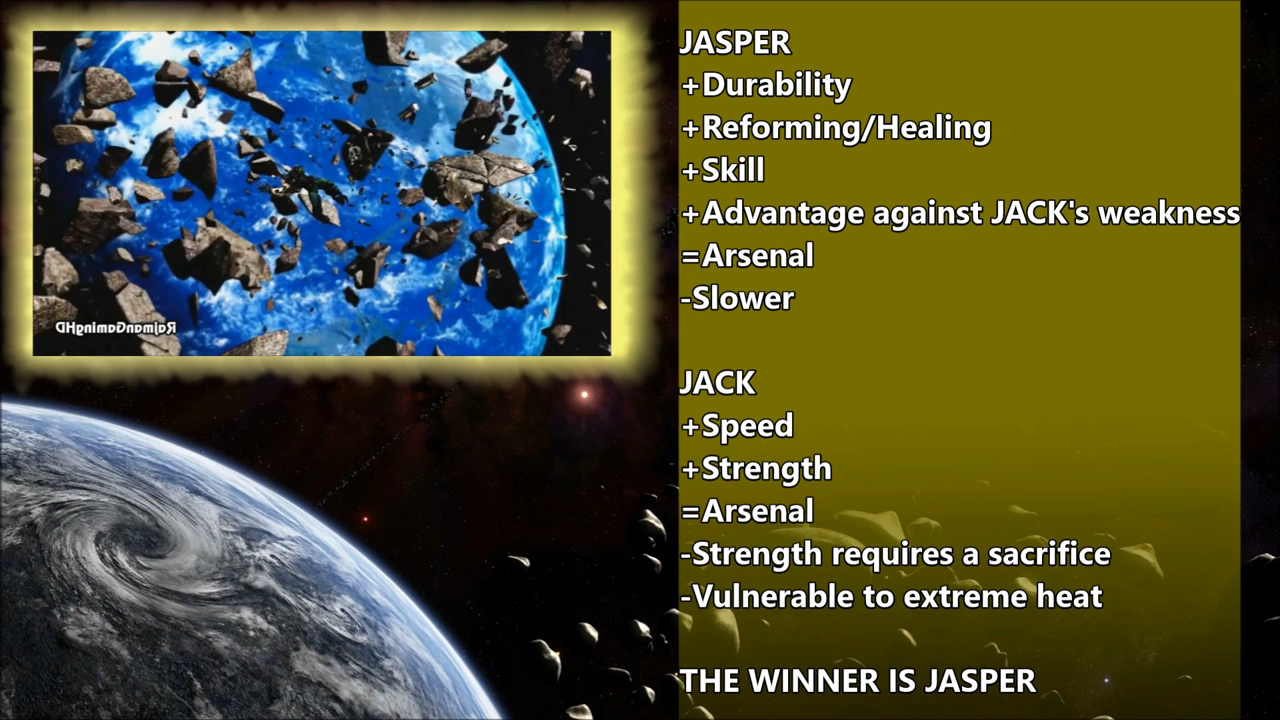 RajmanGamingHD
JASPER
+Durability
+Reforming/Healing
+Skill
+Advantage against JACK's weakness
=Arsenal
-Slower
JACK
+Speed
+Strength
=Arsenal
-Strength requires a sacrifice
-Vulnerable to extreme heat
THE WINNER IS JASPER